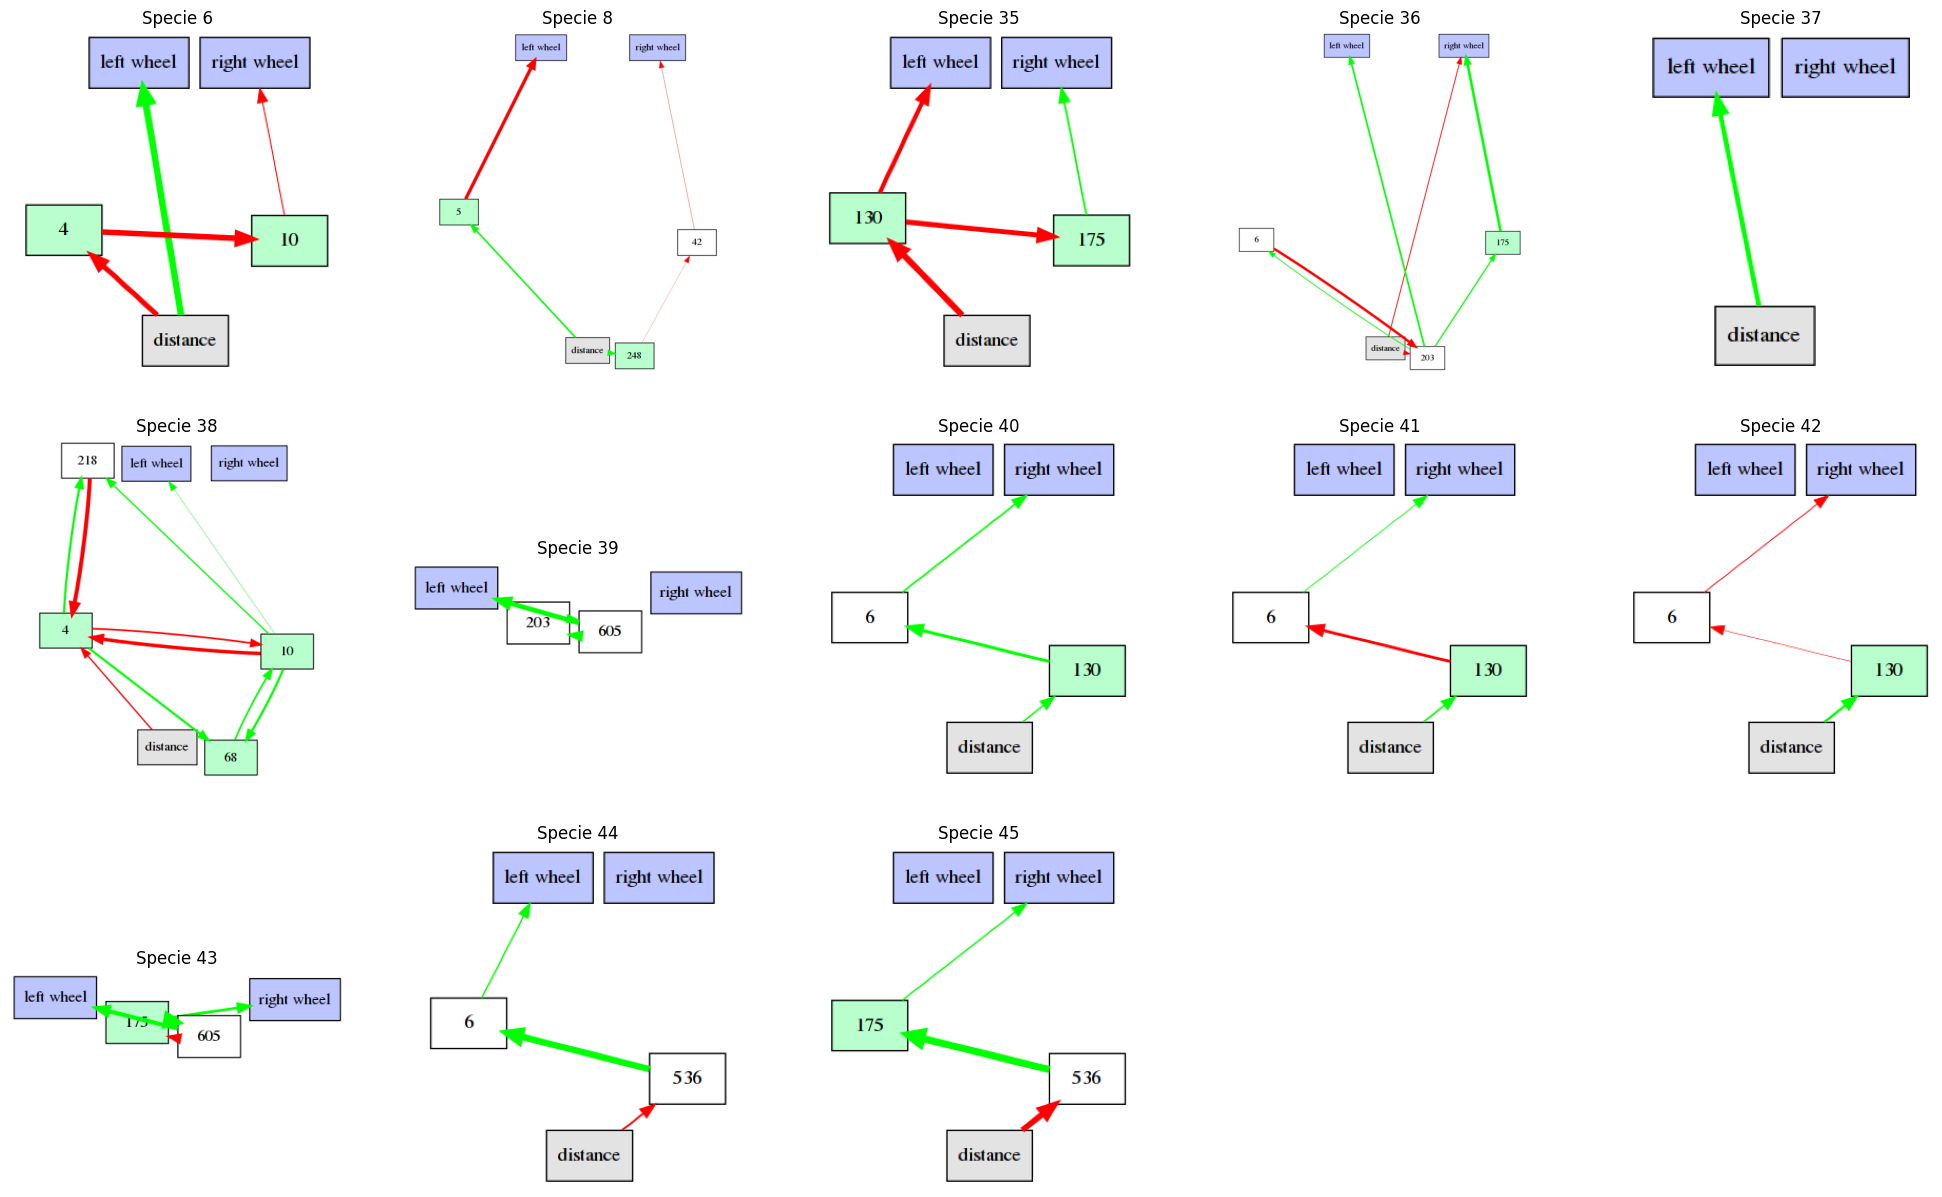 Specie 6
left wheel
right wheel
4
10
distance
Specie 8
left wheel
right wheel
5
42
distance
248
Specie 35
left wheel
right wheel
130
175
distance
Specie 36
left wheel
right wheel
6
175
distance
203
Specie 37
left wheel
right wheel
distance
Specie 38
218
left wheel
right wheel
4
10
distance
68
Specie 39
left wheel
right wheel
203
605
Specie 40
left wheel
right wheel
6
130
distance
Specie 41
left wheel
right wheel
6
130
distance
Specie 42
left wheel
right wheel
6
130
distance
Specie 43
left wheel
right wheel
175
605
Specie 44
left wheel
right wheel
6
536
distance
Specie 45
left wheel
right wheel
175
536
distance